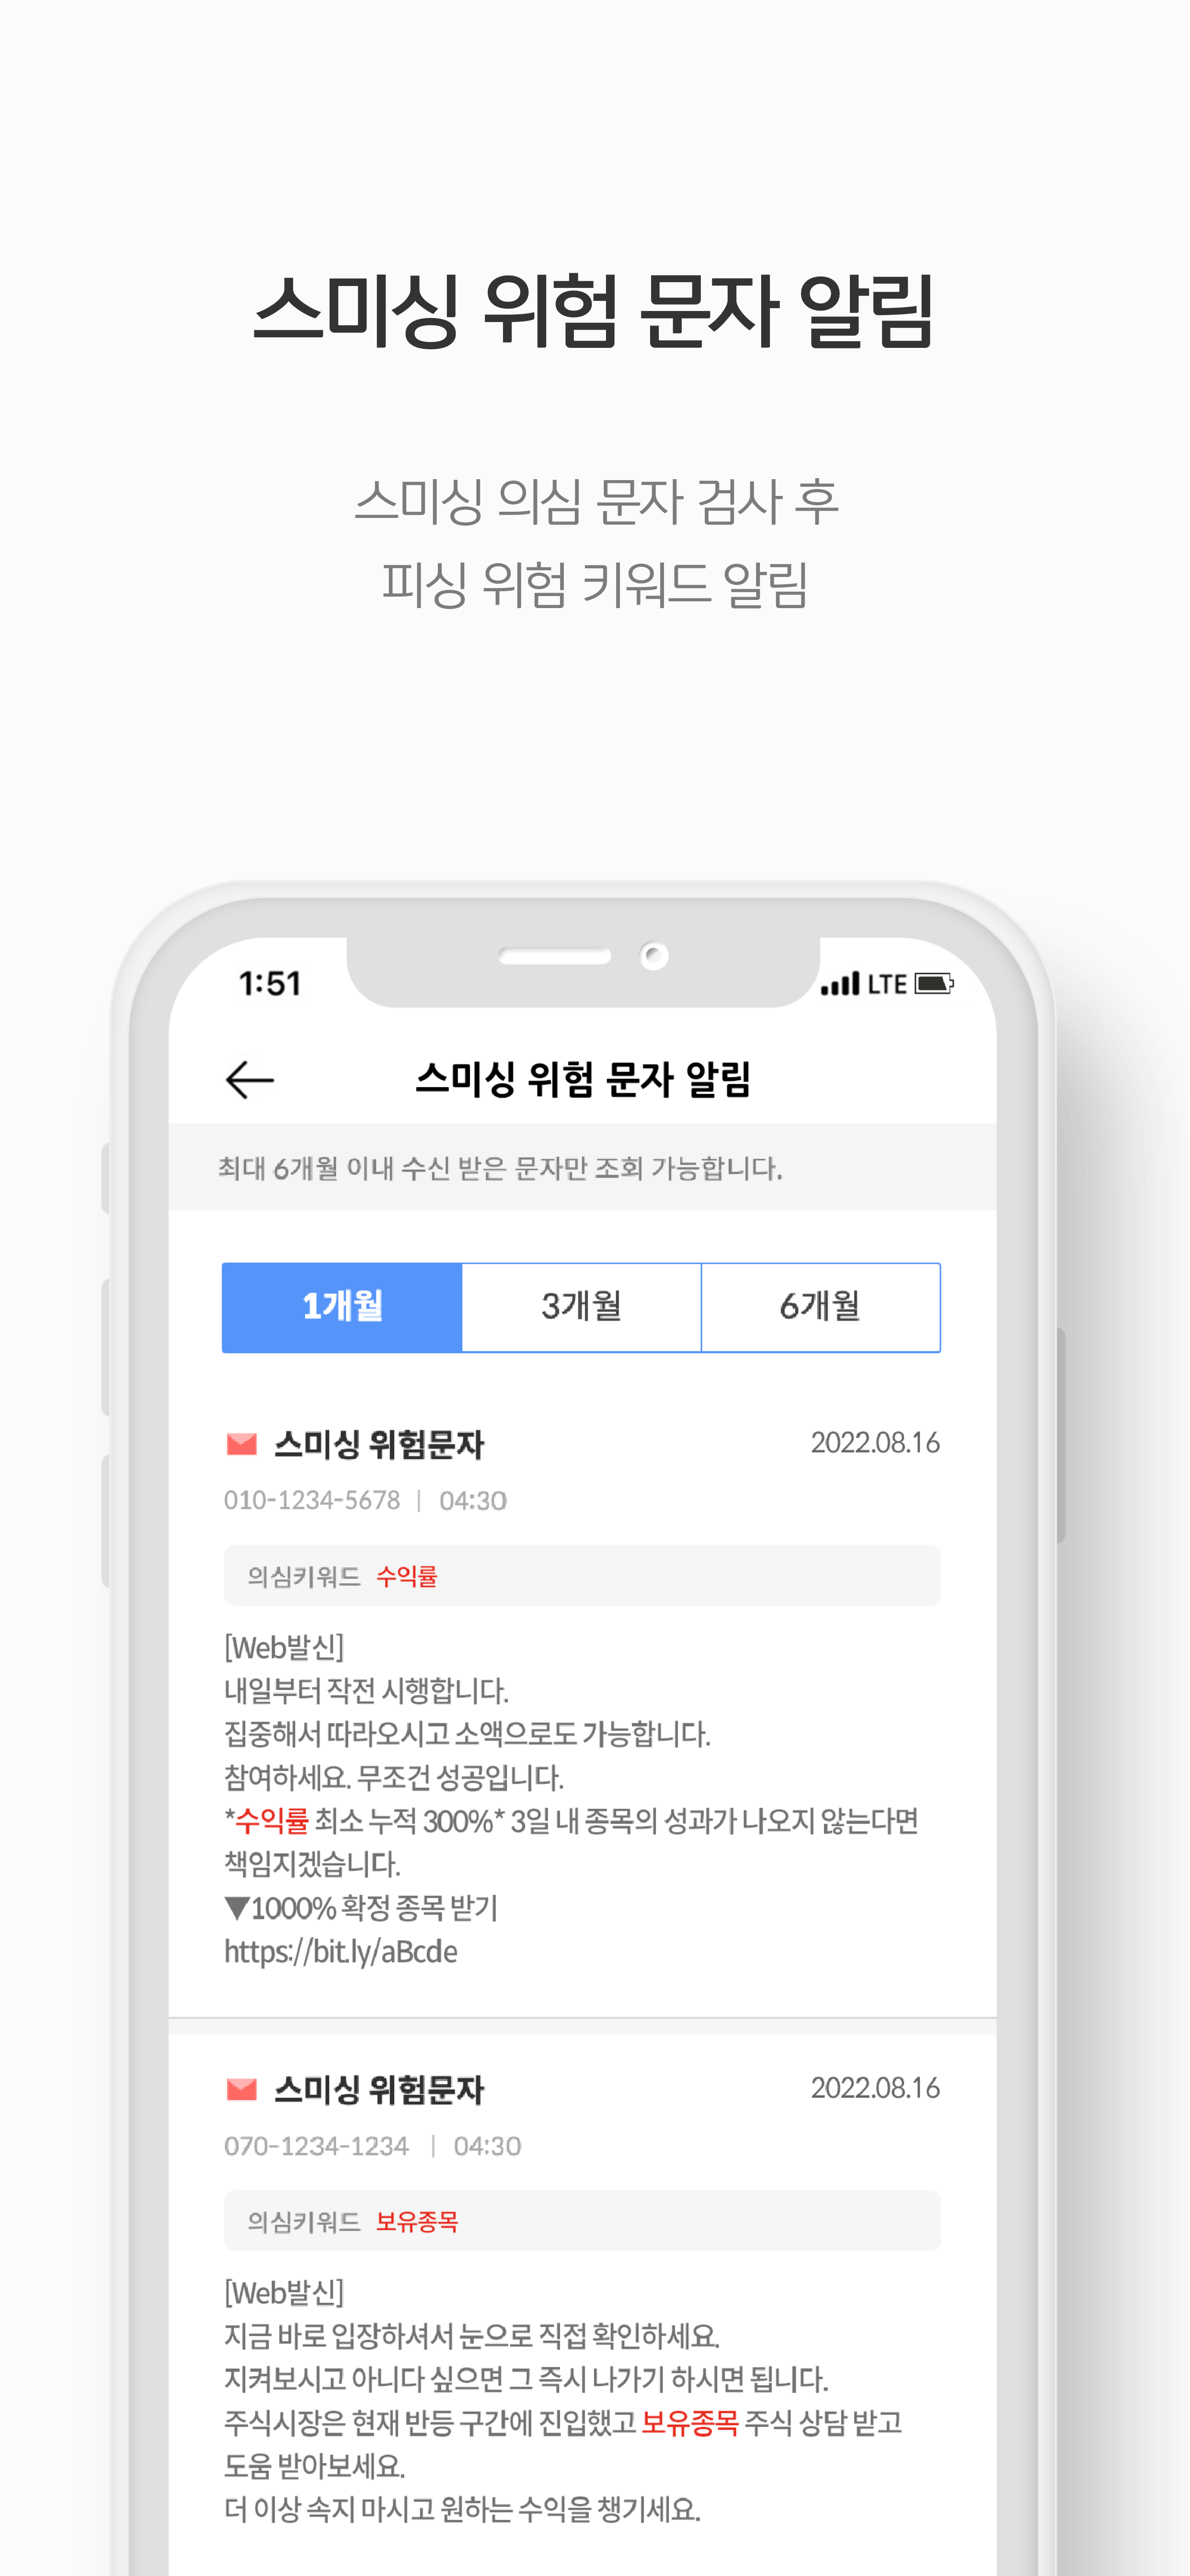 스미싱 위험 문자 알림
스미싱 의심 문자 검사 후
피싱 위험 키워드 알림
1:51
LTE
스미싱 위험 문자 알림
최대 6개월 이내 수신 받은 문자만 조회 가능합니다.
1개월 3개월 6개월
스미싱 위험문자 2022.08.16
010-1234-5678 | 04:30
의심키워드 수익률
[Web발신]
내일부터 작전 시행합니다.
집중해서 따라오시고 소액으로도 가능합니다.
참여하세요. 무조건 성공입니다.
*수익률 최소 누적 300%* 3일 내 종목의 성과가 나오지 않는다면
책임지겠습니다.
▼1000% 확정 종목 받기
https://bit.ly/aBcde
스미싱 위험문자 2022.08.16
070-1234-1234 | 04:30
의심키워드 보유종목
[Web발신]
지금 바로 입장하셔서 눈으로 직접 확인하세요.
지켜보시고 아니다 싶으면 그 즉시 나가기 하시면 됩니다.
주식시장은 현재 반등 구간에 진입했고 보유종목 주식 상담 받고
도움 받아보세요.
더 이상 속지 마시고 원하는 수익을 챙기세요.